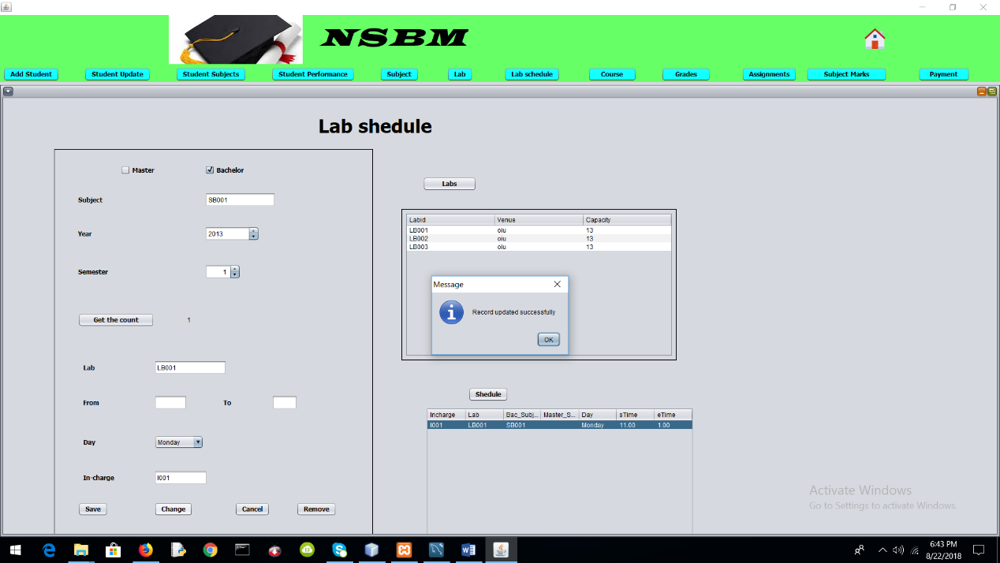 NSBM
Add Student Student Update Student Subjects Student Performance Subject Lab Lab schedule Course Grades Assignments Subject Marks Payment
Lab shedule
Master Bachelor
Subject SB001
Year 2013
Semester 1
Get the count 1
Lab LB001
From To
Day Monday
In-charge I001
Save Change Cancel Remove
Labs
Labid Venue Capacity
LB001 oiu 13
LB002 oiu 13
LB003 oiu 13
Message
Record updated successfully
OK
Shedule
Incharge Lab Bac_Subj... Master_S... Day sTime eTime
I001 LB001 SB001 Monday 11.00 1.00
Activate Windows
Go to Settings to activate Windows.
6:43 PM
8/22/2018